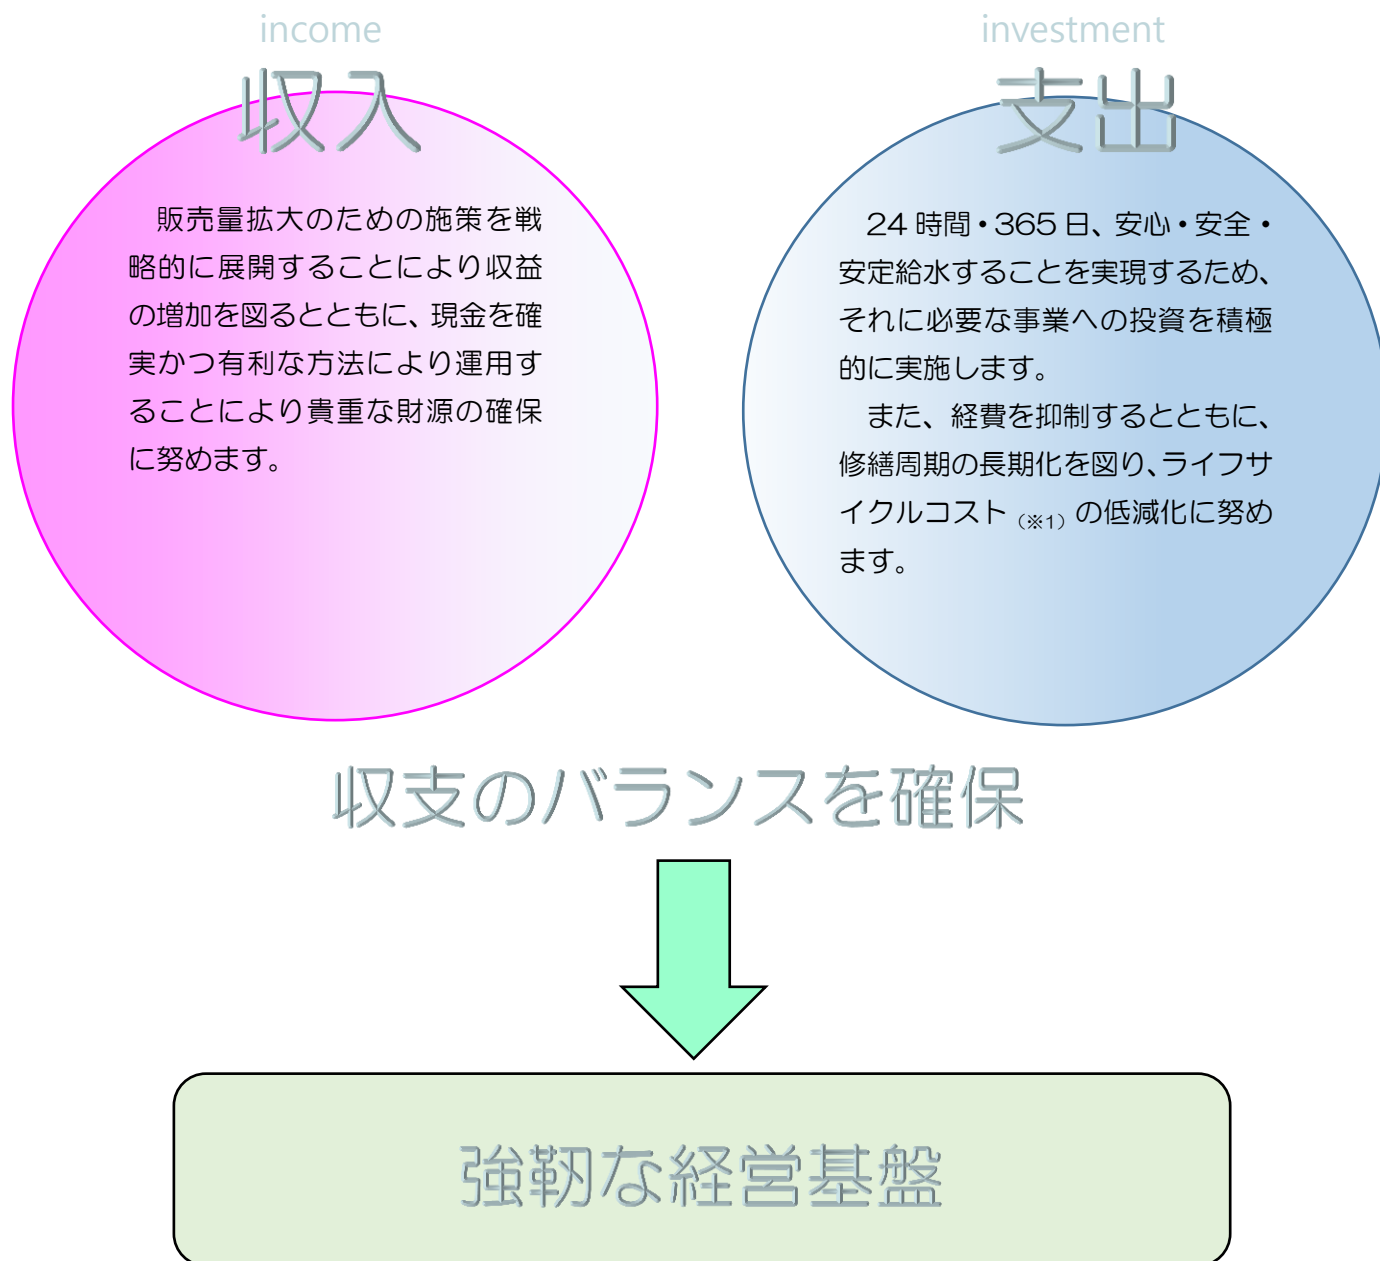 income
収入
販売量拡大のための施策を戦
略的に展開することにより収益
の増加を図るとともに、現金を確
実かつ有利な方法により運用す
ることにより貴重な財源の確保
に努めます。
investment
支出
24時間・365日、安心・安全・
安定給水することを実現するため、
それに必要な事業への投資を積極
的に実施します。
また、経費を抑制するとともに、
修繕周期の長期化を図り、ライフサ
イクルコスト（※1）の低減化に努め
ます。
収支のバランスを確保
強靭な経営基盤